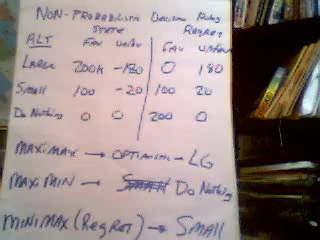 NON-PROBABILISTIC Decision Rules
STATE Regret
ALT Fav Unfav Fav Unfav
LARGE 200K -180 0 180
SMALL 100 -20 100 20
Do Nothing 0 0 200 0
MAXIMAX → OPTIMISM - LG
MAXIMIN → Do Nothing
MINIMAX (Regret) → SMALL